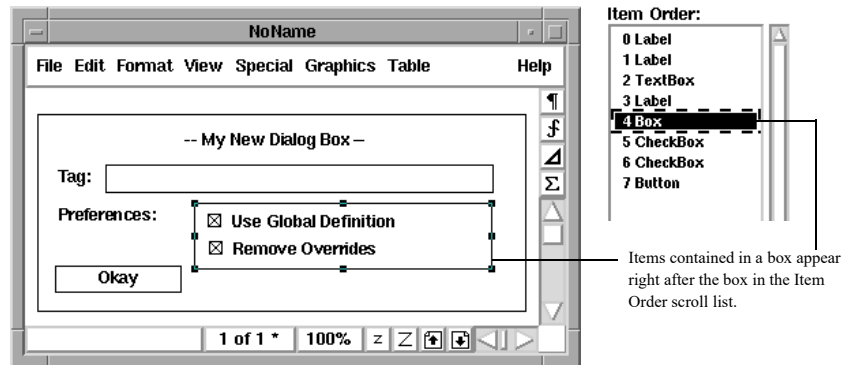 NoName
File Edit Format View Special Graphics Table Help
¶
∮
Σ
-- My New Dialog Box --
Tag:
Preferences:
Use Global Definition
Remove Overrides
Okay
1 of 1 * 100% z Z
Item Order:
0 Label
1 Label
2 TextBox
3 Label
4 Box
5 CheckBox
6 CheckBox
7 Button
Items contained in a box appear
right after the box in the Item
Order scroll list.